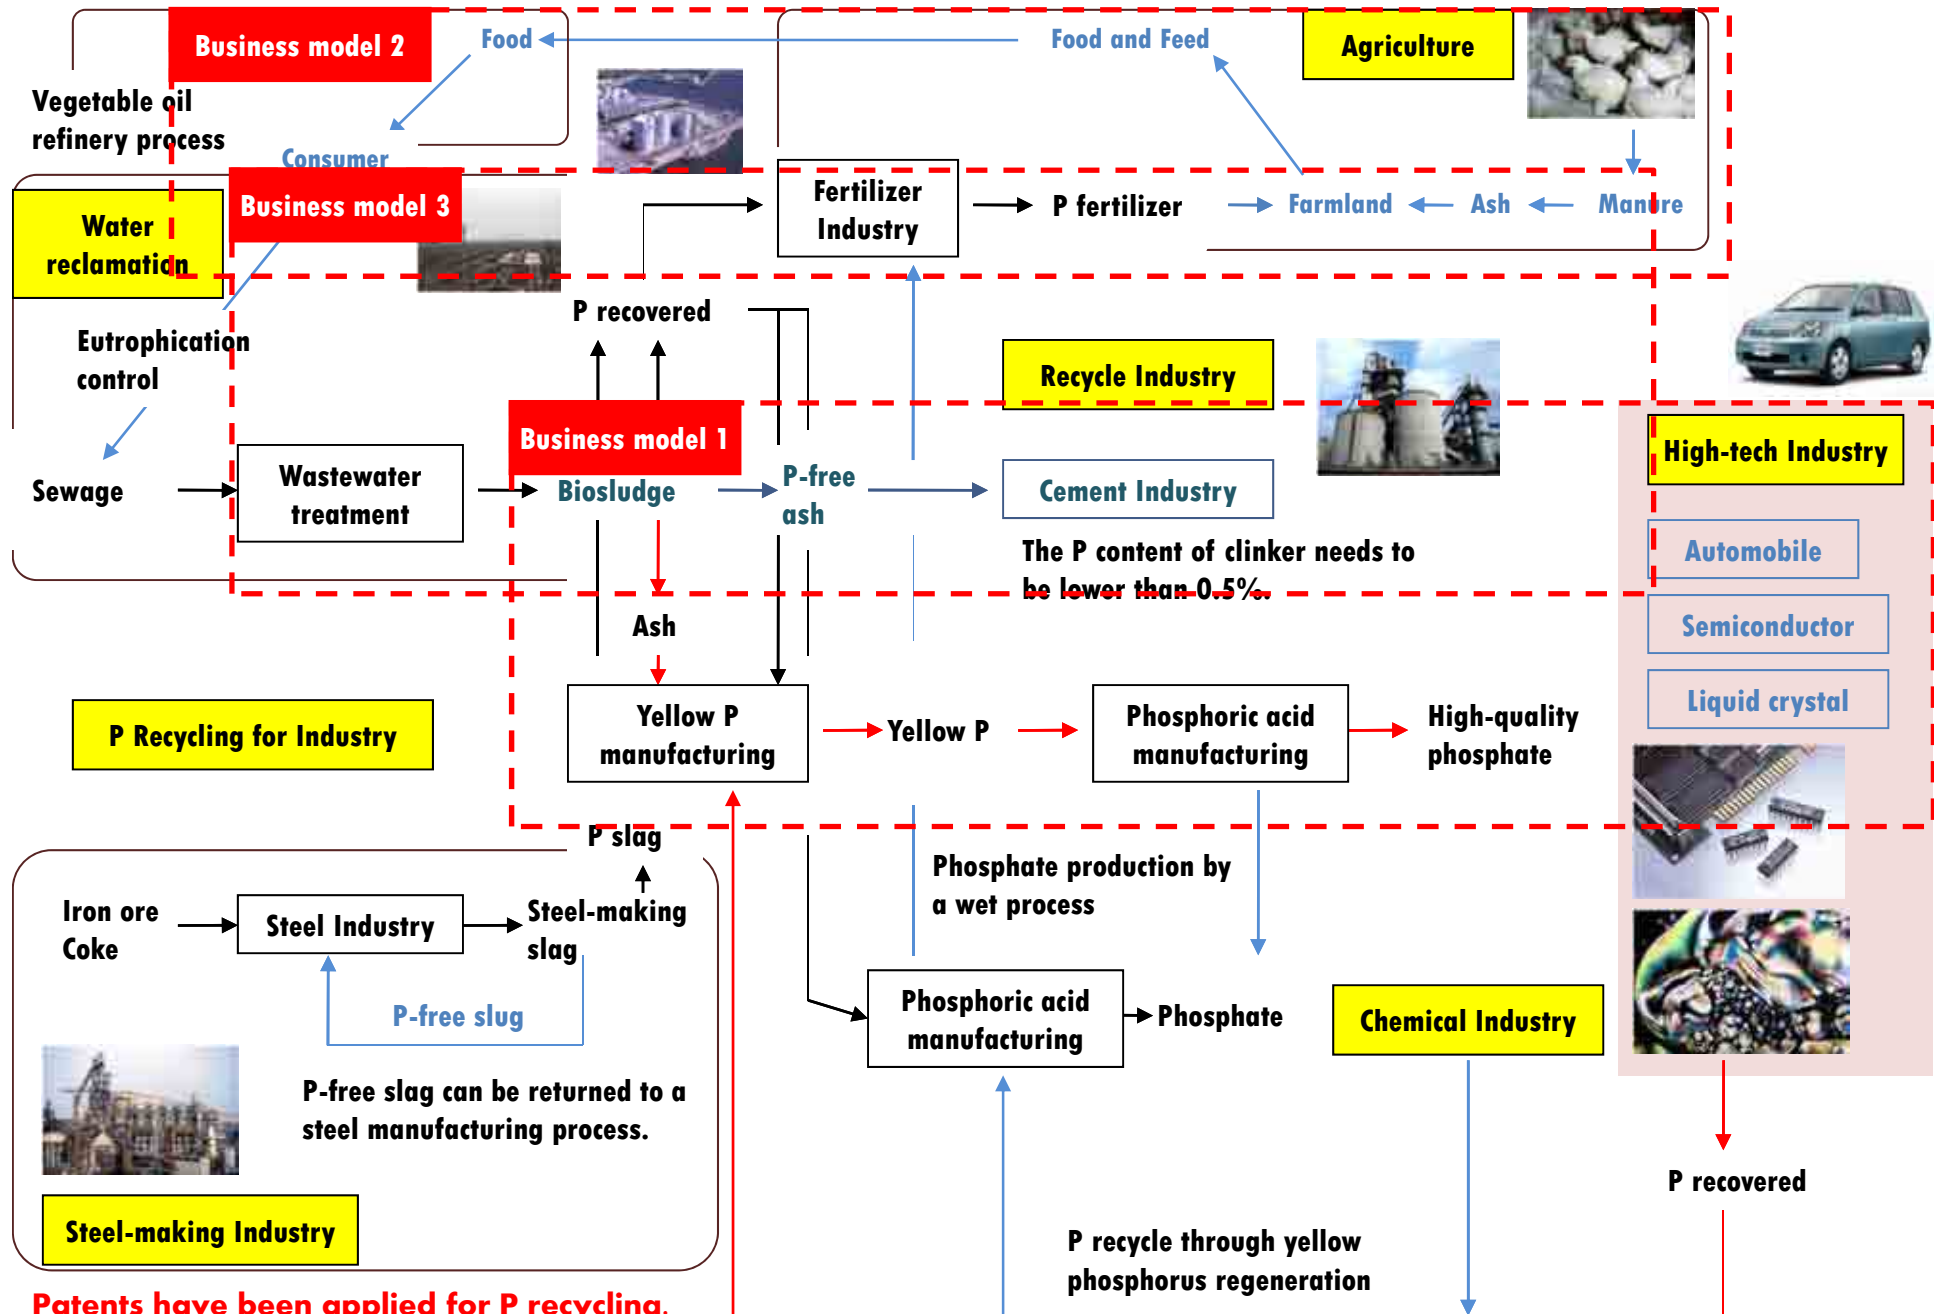 Business model 2
Food
Food and Feed
Agriculture
Vegetable oil
refinery process
Consumer
Business model 3
Water
reclamation
Fertilizer
Industry
P fertilizer
Farmland
Ash
Manure
P recovered
Eutrophication
control
Recycle Industry
Business model 1
High-tech Industry
Sewage
Wastewater
treatment
Biosludge
P-free
ash
Cement Industry
The P content of clinker needs to
be lower than 0.5%.
Automobile
Semiconductor
Liquid crystal
Ash
P Recycling for Industry
Yellow P
manufacturing
Yellow P
Phosphoric acid
manufacturing
High-quality
phosphate
P slag
Phosphate production by
a wet process
Iron ore
Coke
Steel Industry
Steel-making
slag
P-free slug
Phosphoric acid
manufacturing
Phosphate
Chemical Industry
P-free slag can be returned to a
steel manufacturing process.
P recovered
Steel-making Industry
P recycle through yellow
phosphorus regeneration
Patents have been applied for P recycling.